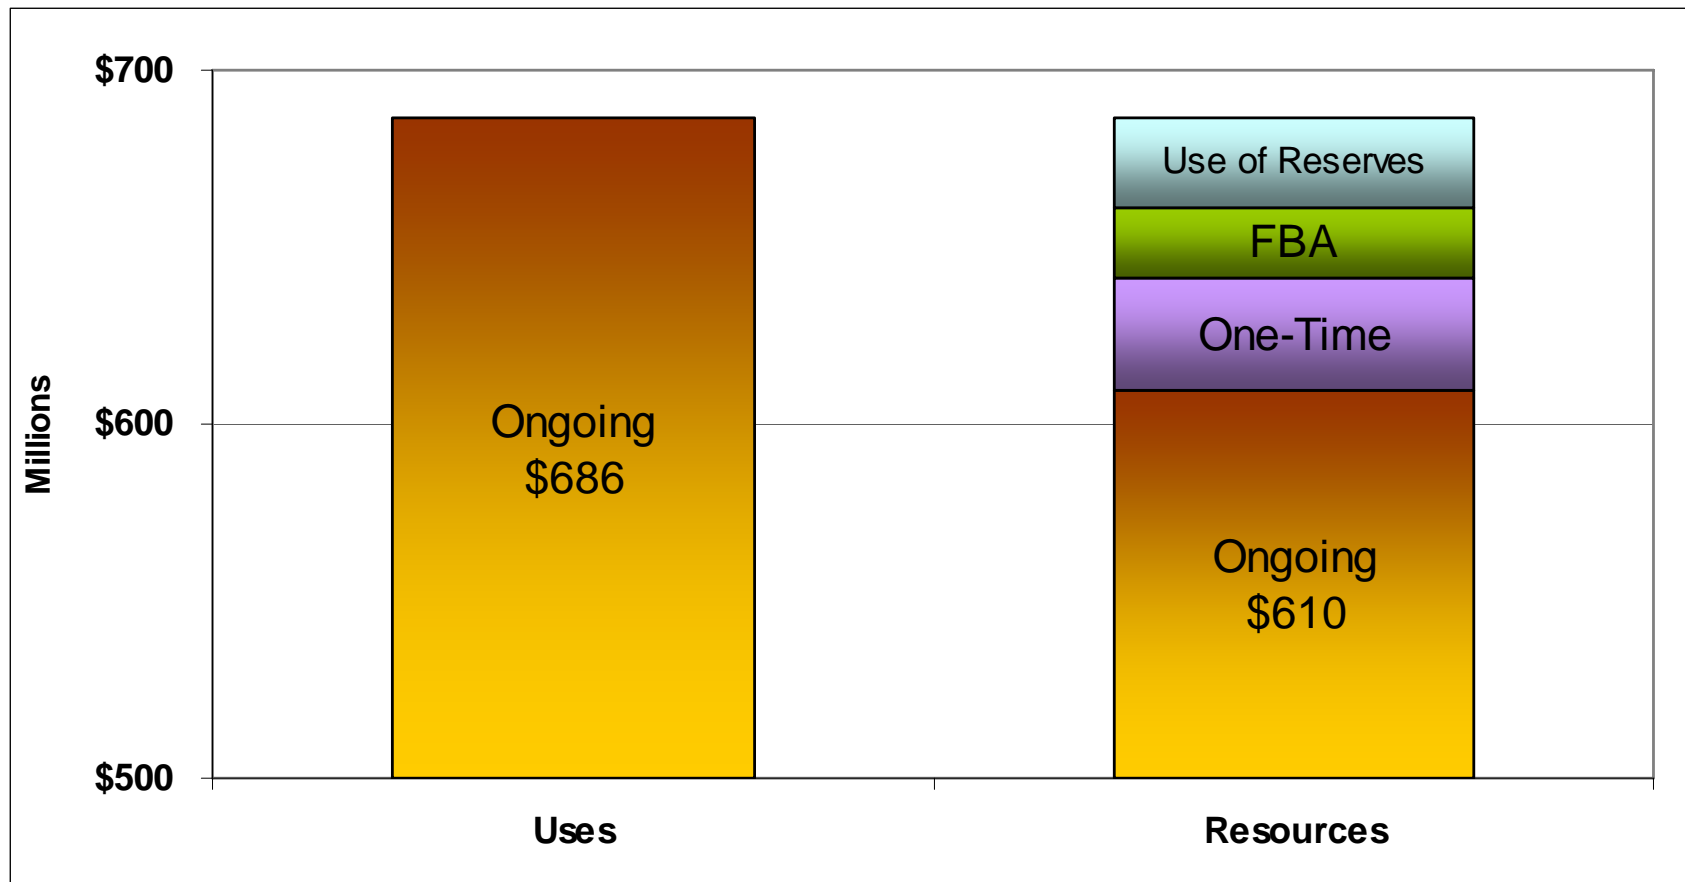 $700
$600
$500
Millions
Ongoing
$686
Use of Reserves
FBA
One-Time
Ongoing
$610
Uses
Resources